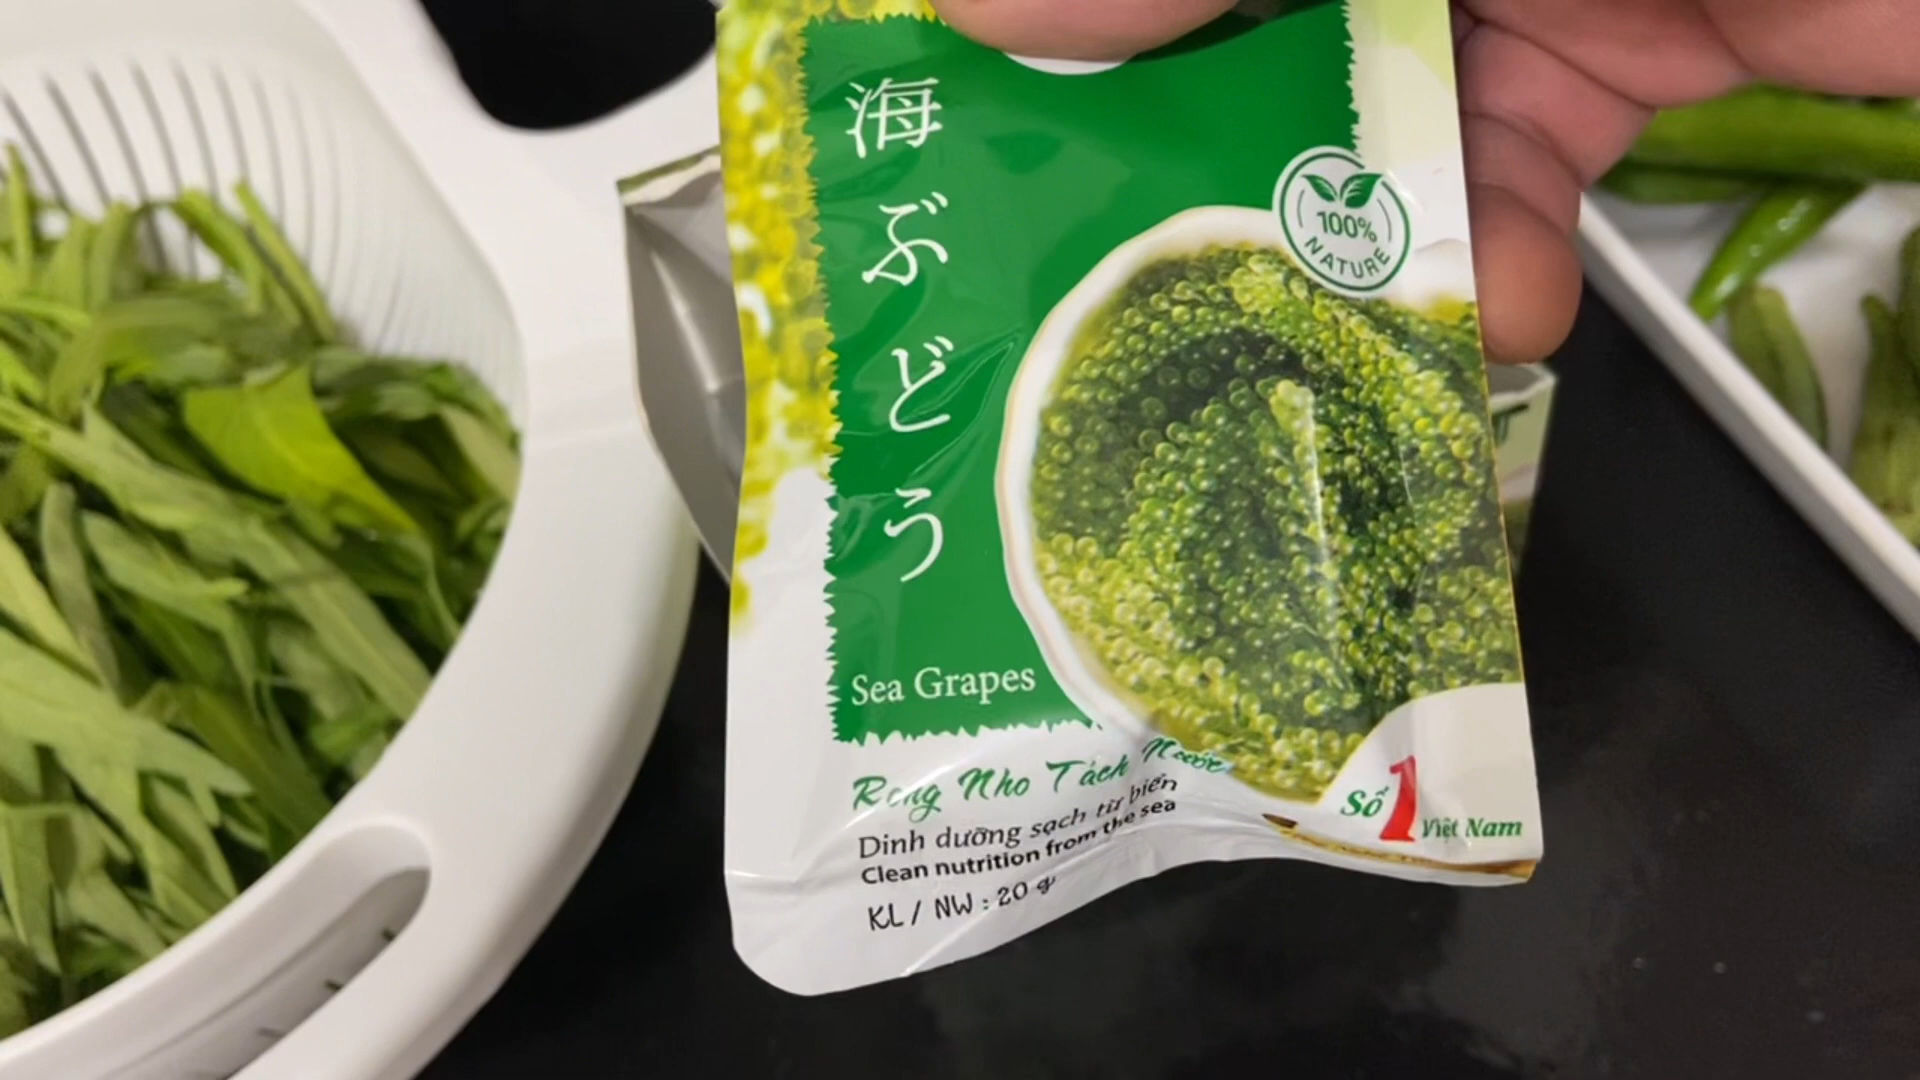 海ぶどう
100%
NATURE
Sea Grapes
Rong Nho Tách Nước
Dinh dưỡng sạch từ biển
Clean nutrition from the sea
KL / NW : 20 g
Số 1 Việt Nam